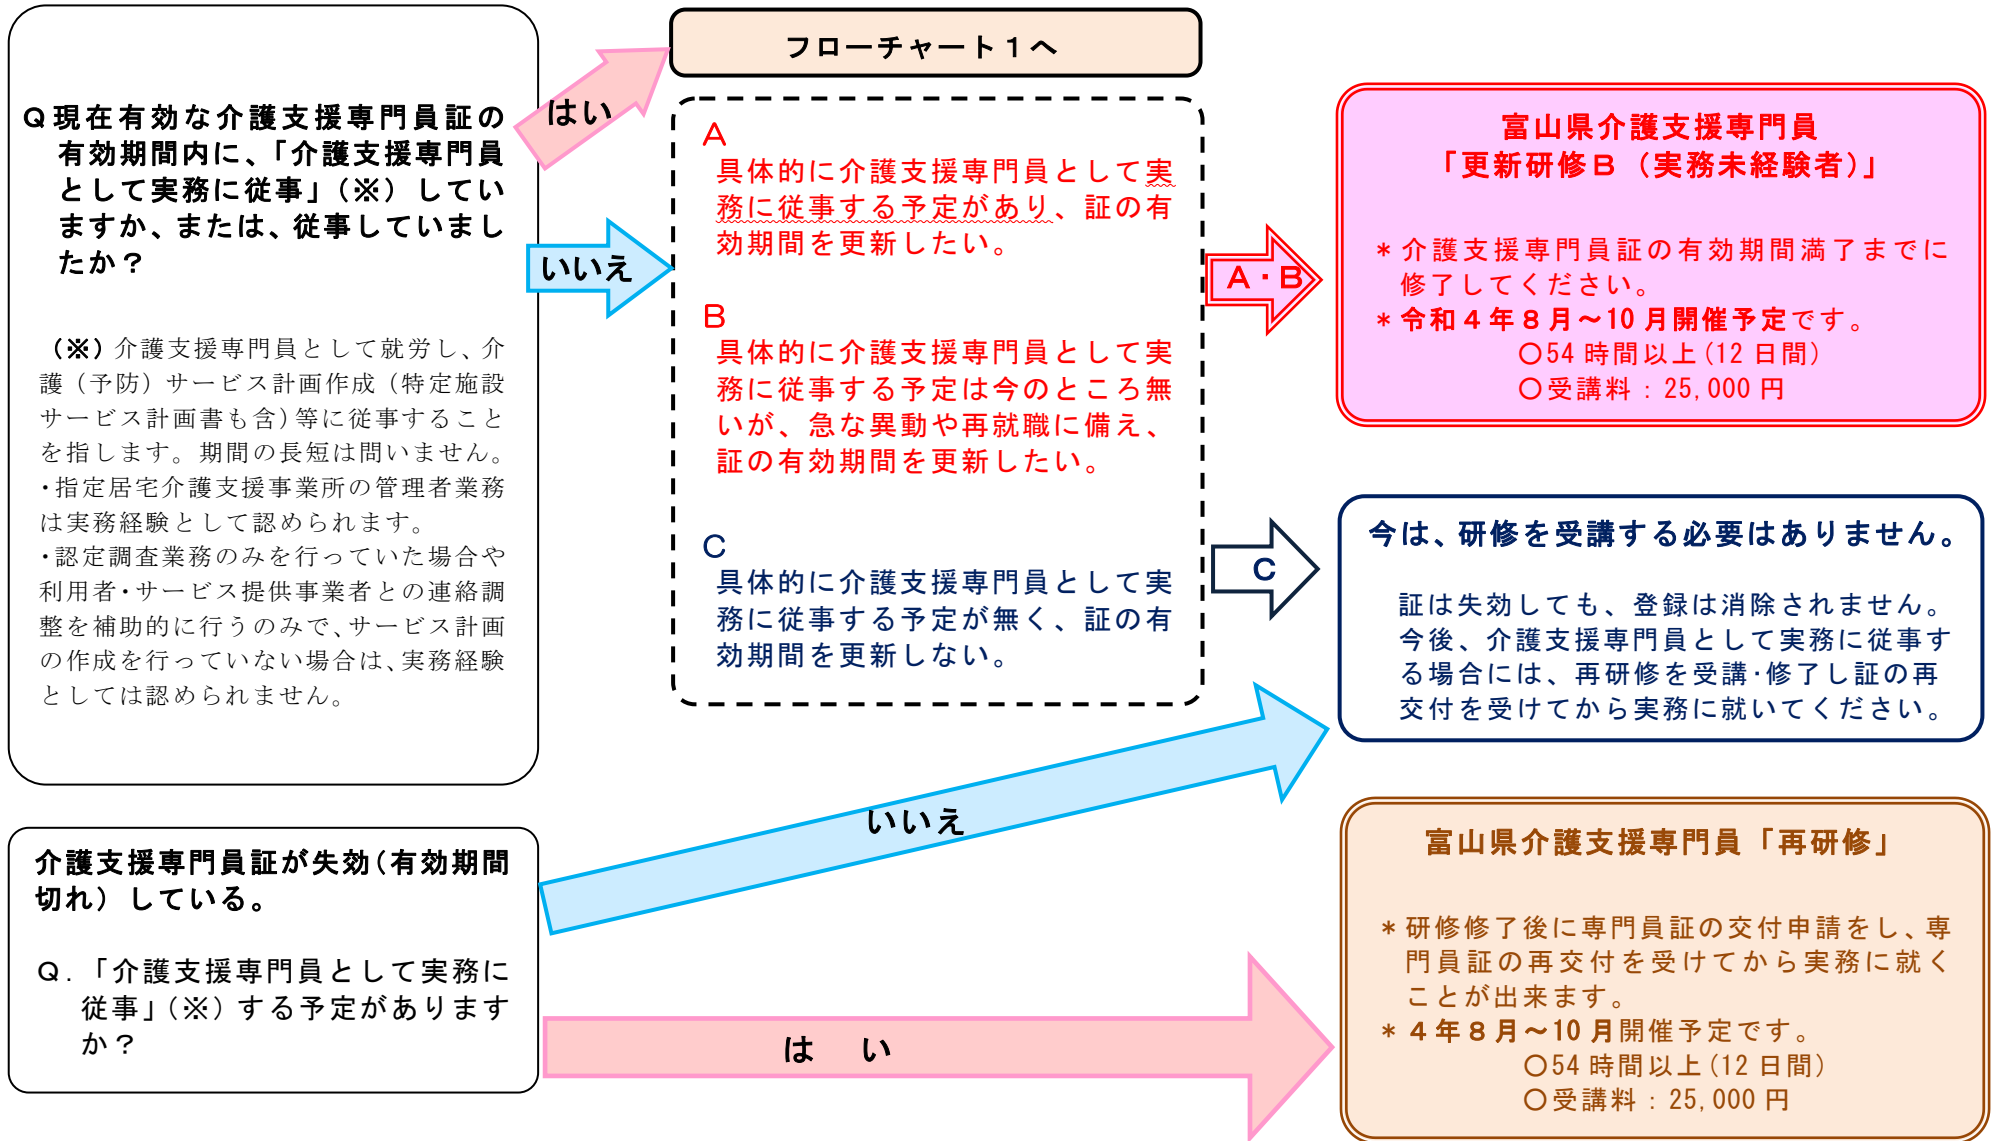 Q現在有効な介護支援専門員証の
有効期間内に、「介護支援専門員
として実務に従事」（※）してい
ますか、または、従事していまし
たか？
（※）介護支援専門員として就労し、介
護（予防）サービス計画作成（特定施設
サービス計画書も含）等に従事すること
を指します。期間の長短は問いません。
・指定居宅介護支援事業所の管理者業務
は実務経験として認められます。
・認定調査業務のみを行っていた場合や
利用者・サービス提供事業者との連絡調
整を補助的に行うのみで、サービス計画
の作成を行っていない場合は、実務経験
としては認められません。
はい
いいえ
フローチャート１へ
A
具体的に介護支援専門員として実
務に従事する予定があり、証の有
効期間を更新したい。
B
具体的に介護支援専門員として実
務に従事する予定は今のところ無
いが、急な異動や再就職に備え、
証の有効期間を更新したい。
C
具体的に介護支援専門員として実
務に従事する予定が無く、証の有
効期間を更新しない。
A・B
C
富山県介護支援専門員
「更新研修Ｂ（実務未経験者）」
＊介護支援専門員証の有効期間満了までに
修了してください。
＊令和４年８月～10月開催予定です。
〇54時間以上(12日間)
〇受講料：25,000円
今は、研修を受講する必要はありません。
証は失効しても、登録は消除されません。
今後、介護支援専門員として実務に従事す
る場合には、再研修を受講･修了し証の再
交付を受けてから実務に就いてください。
介護支援専門員証が失効（有効期間
切れ）している。
Q．「介護支援専門員として実務に
従事」（※）する予定があります
か？
いいえ
は　い
富山県介護支援専門員「再研修」
＊研修修了後に専門員証の交付申請をし、専
門員証の再交付を受けてから実務に就く
ことが出来ます。
＊４年８月～10月開催予定です。
〇54時間以上(12日間)
〇受講料：25,000円